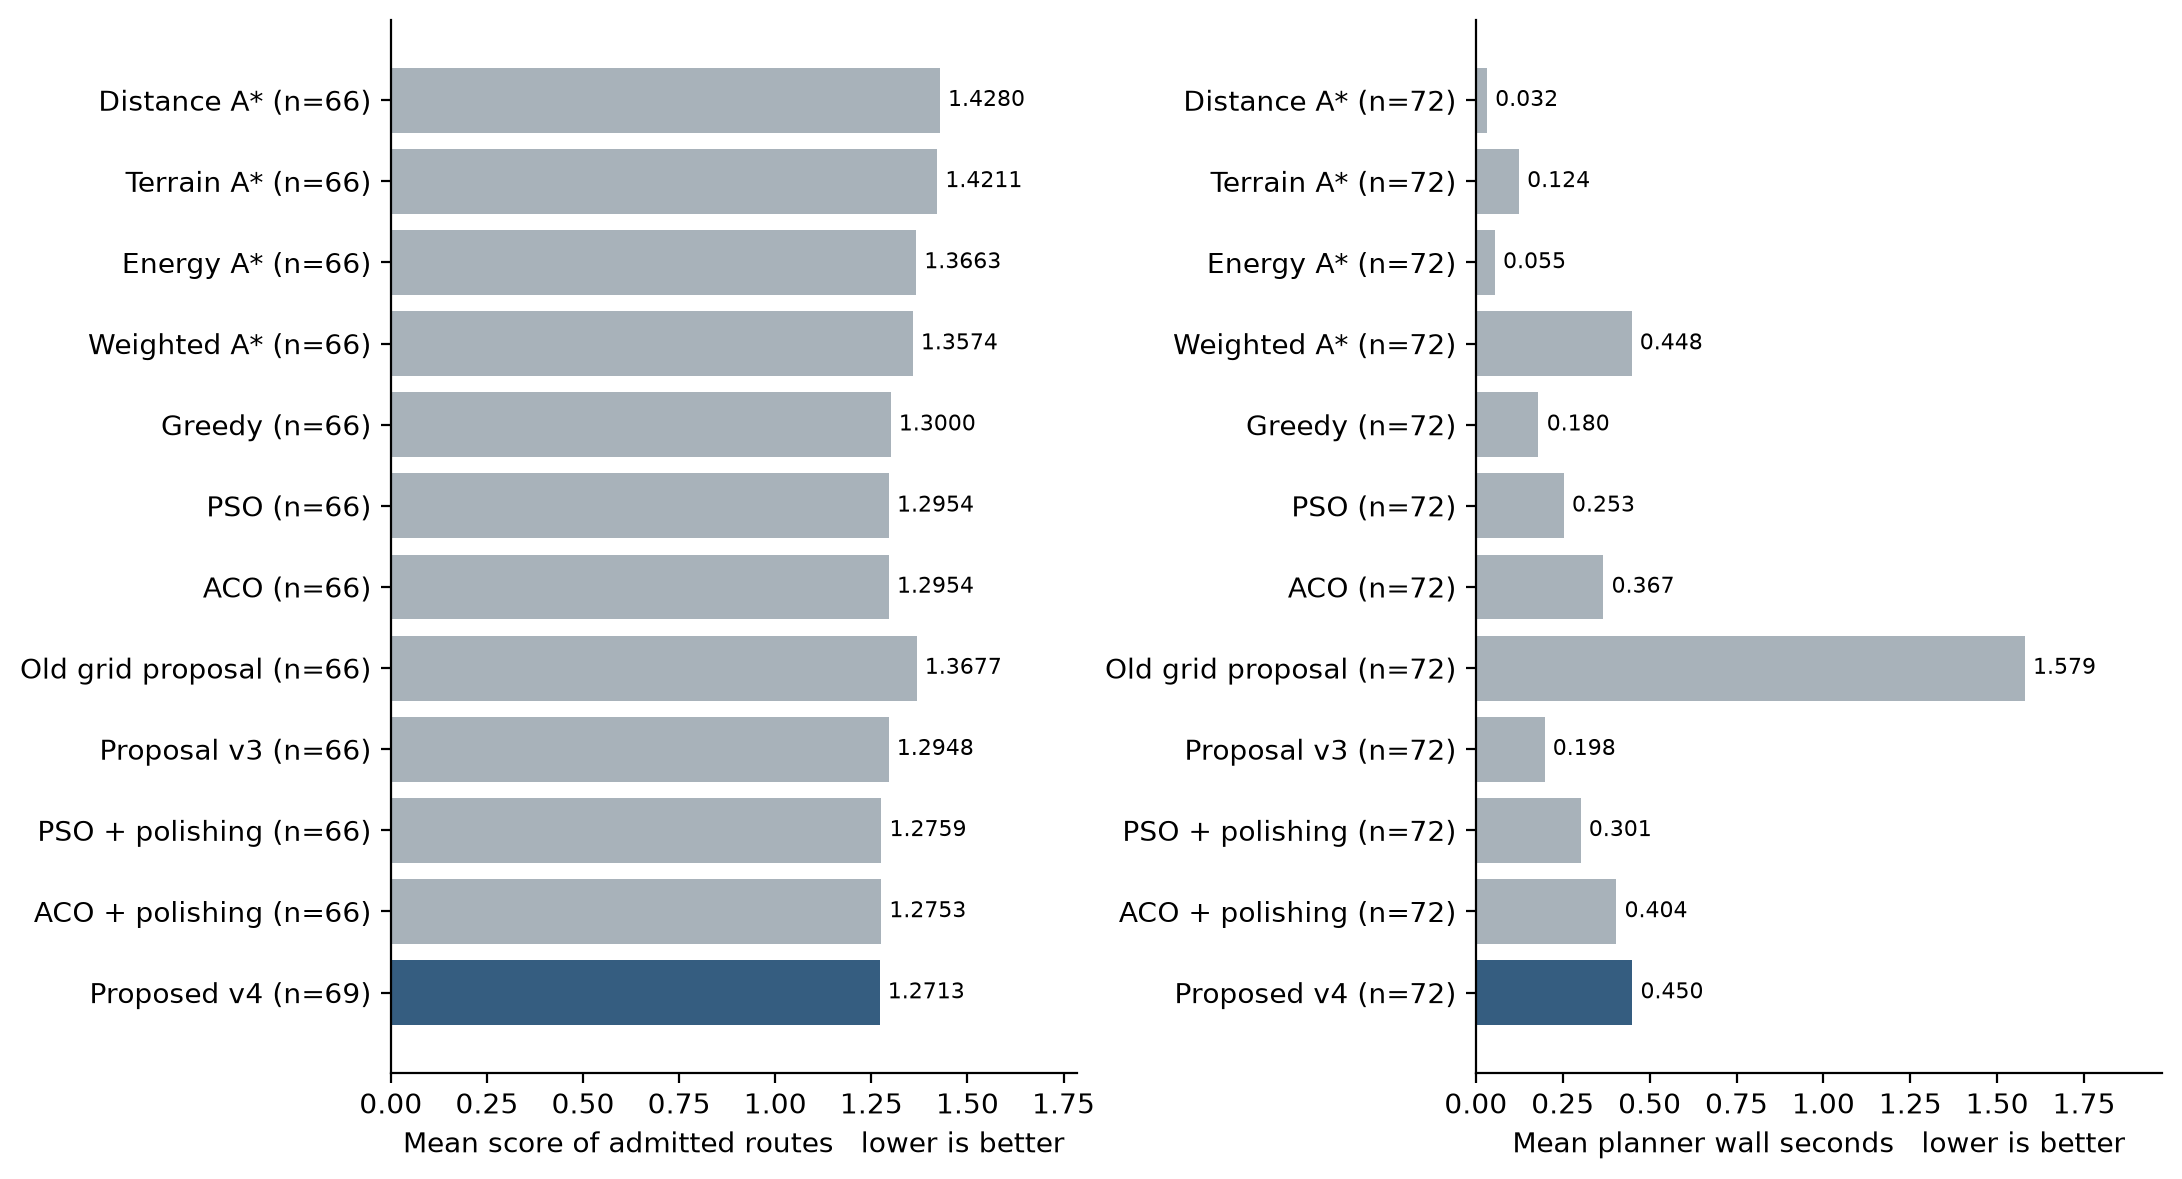 Distance A* (n=66) 1.4280
Terrain A* (n=66) 1.4211
Energy A* (n=66) 1.3663
Weighted A* (n=66) 1.3574
Greedy (n=66) 1.3000
PSO (n=66) 1.2954
ACO (n=66) 1.2954
Old grid proposal (n=66) 1.3677
Proposal v3 (n=66) 1.2948
PSO + polishing (n=66) 1.2759
ACO + polishing (n=66) 1.2753
Proposed v4 (n=69) 1.2713
0.00 0.25 0.50 0.75 1.00 1.25 1.50 1.75
Mean score of admitted routes   lower is better
Distance A* (n=72) 0.032
Terrain A* (n=72) 0.124
Energy A* (n=72) 0.055
Weighted A* (n=72) 0.448
Greedy (n=72) 0.180
PSO (n=72) 0.253
ACO (n=72) 0.367
Old grid proposal (n=72) 1.579
Proposal v3 (n=72) 0.198
PSO + polishing (n=72) 0.301
ACO + polishing (n=72) 0.404
Proposed v4 (n=72) 0.450
0.00 0.25 0.50 0.75 1.00 1.25 1.50 1.75
Mean planner wall seconds   lower is better